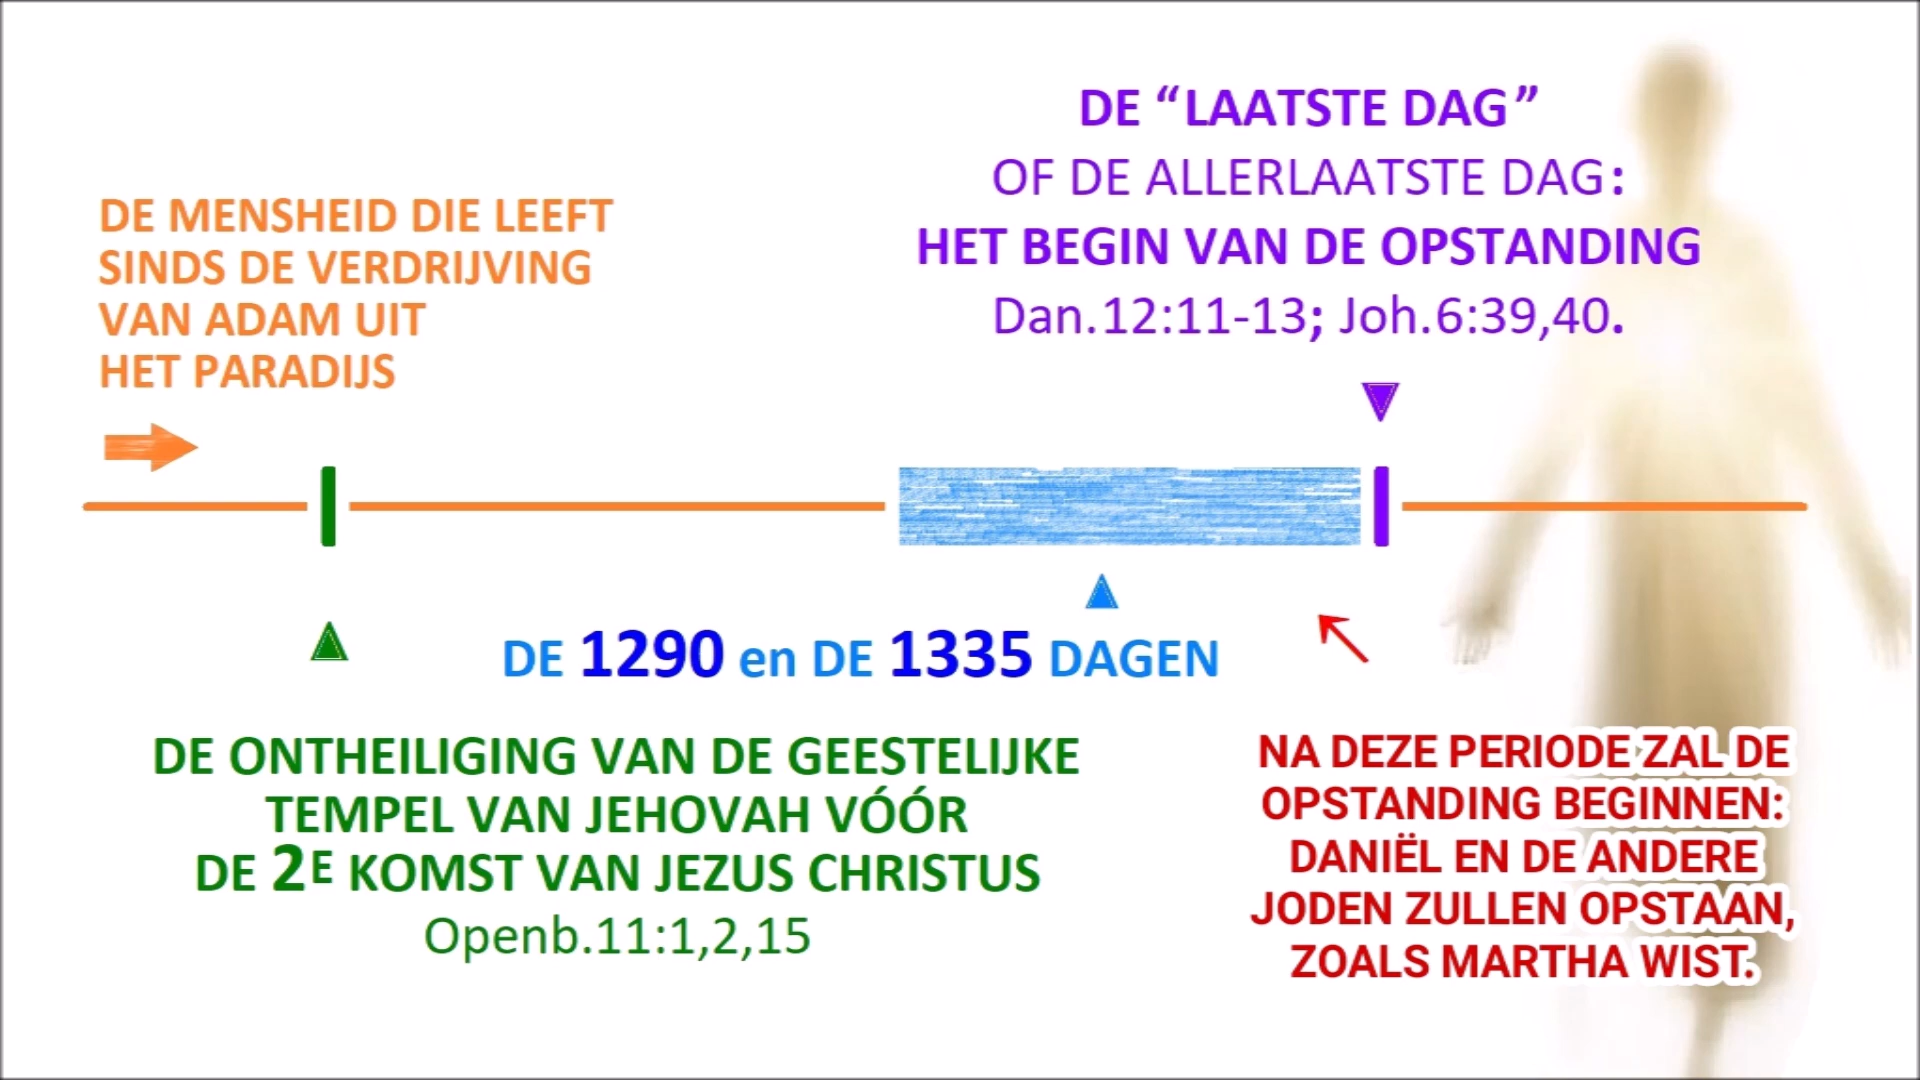 DE MENSHEID DIE LEEFT
SINDS DE VERDRIJVING
VAN ADAM UIT
HET PARADIJS
DE “LAATSTE DAG”
OF DE ALLERLAATSTE DAG:
HET BEGIN VAN DE OPSTANDING
Dan.12:11-13; Joh.6:39,40.
DE 1290 en DE 1335 DAGEN
DE ONTHEILIGING VAN DE GEESTELIJKE
TEMPEL VAN JEHOVAH VÓÓR
DE 2E KOMST VAN JEZUS CHRISTUS
Openb.11:1,2,15
NA DEZE PERIODE ZAL DE
OPSTANDING BEGINNEN:
DANIËL EN DE ANDERE
JODEN ZULLEN OPSTAAN,
ZOALS MARTHA WIST.